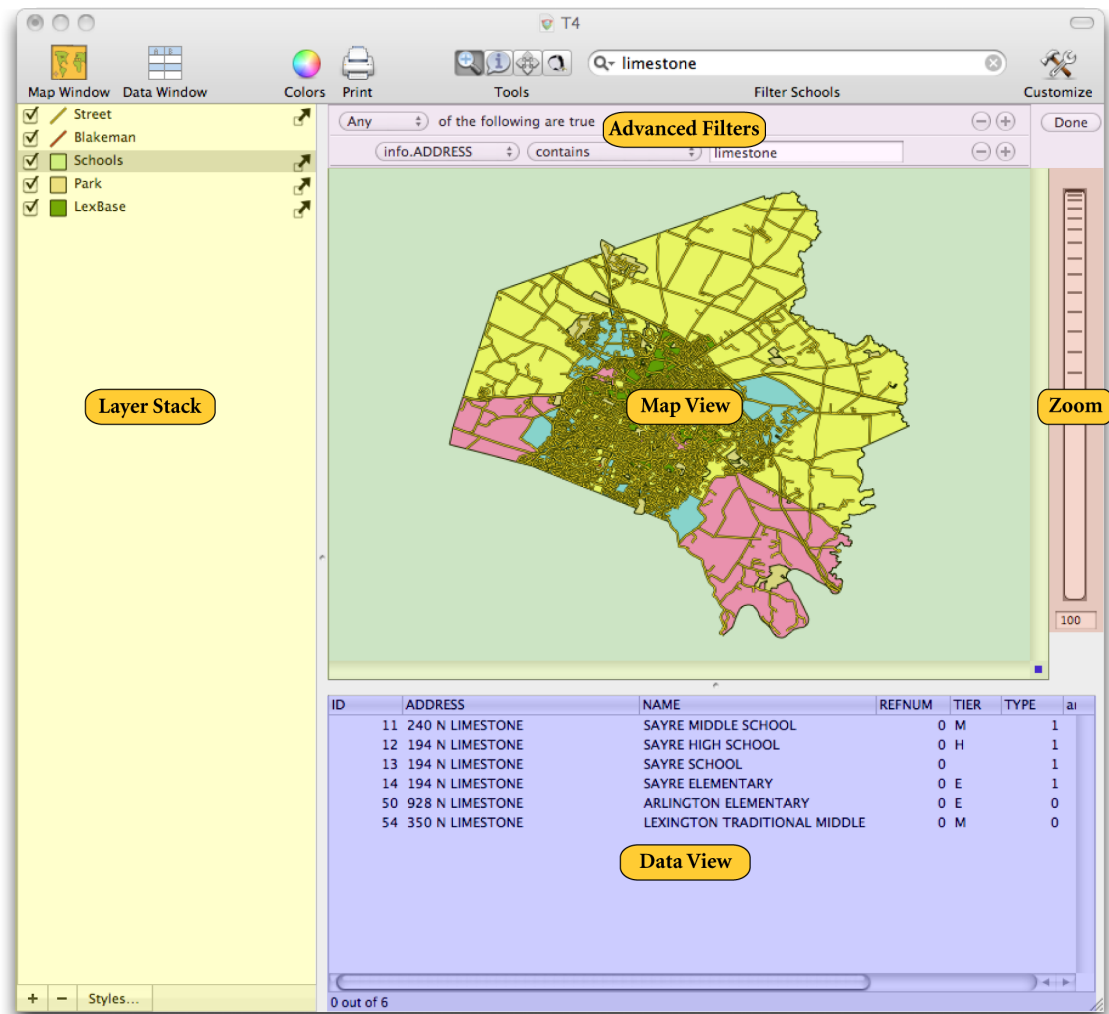 T4
Map Window Data Window Colors Print Tools limestone Filter Schools Customize
Street
Blakeman
Schools
Park
LexBase
Layer Stack
Any of the following are true Done
Advanced Filters
info.ADDRESS contains limestone
Map View
Zoom
100
ID ADDRESS NAME REFNUM TIER TYPE
11 240 N LIMESTONE SAYRE MIDDLE SCHOOL 0 M 1
12 194 N LIMESTONE SAYRE HIGH SCHOOL 0 H 1
13 194 N LIMESTONE SAYRE SCHOOL 0 1
14 194 N LIMESTONE SAYRE ELEMENTARY 0 E 1
50 928 N LIMESTONE ARLINGTON ELEMENTARY 0 E 0
54 350 N LIMESTONE LEXINGTON TRADITIONAL MIDDLE 0 M 0
Data View
+ − Styles...
0 out of 6